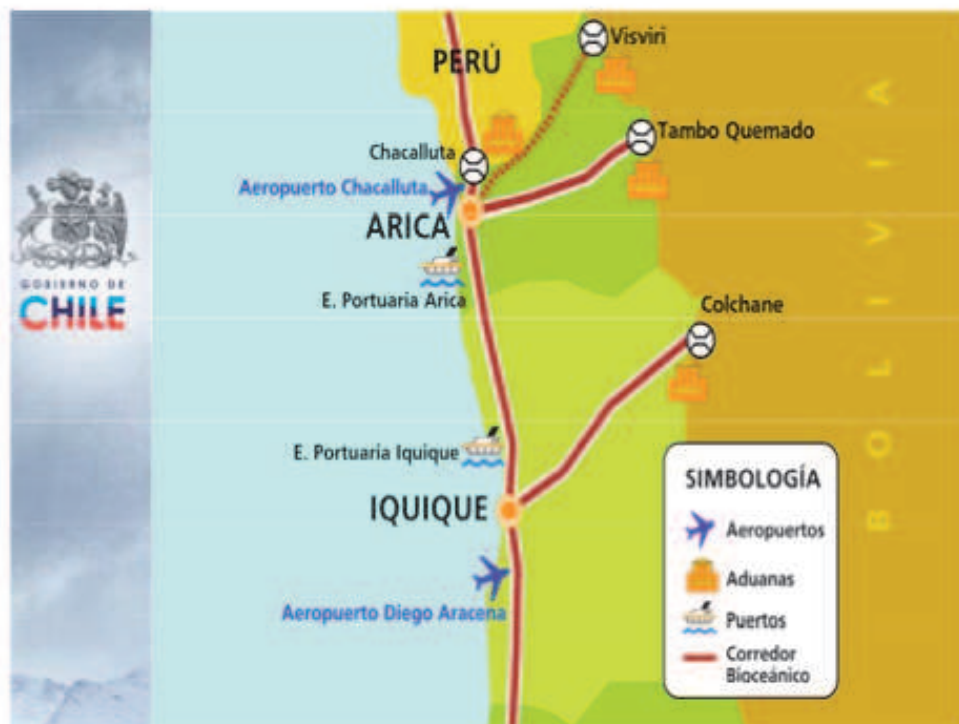 Visviri
PERÚ
Tambo Quemado
Chacalluta
Aeropuerto Chacalluta
ARICA
GOBIERNO DE
CHILE
E. Portuaria Arica
Colchane
BOLIVIA
E. Portuaria Iquique
IQUIQUE
Aeropuerto Diego Aracena
SIMBOLOGÍA
Aeropuertos
Aduanas
Puertos
Corredor
Bioceánico